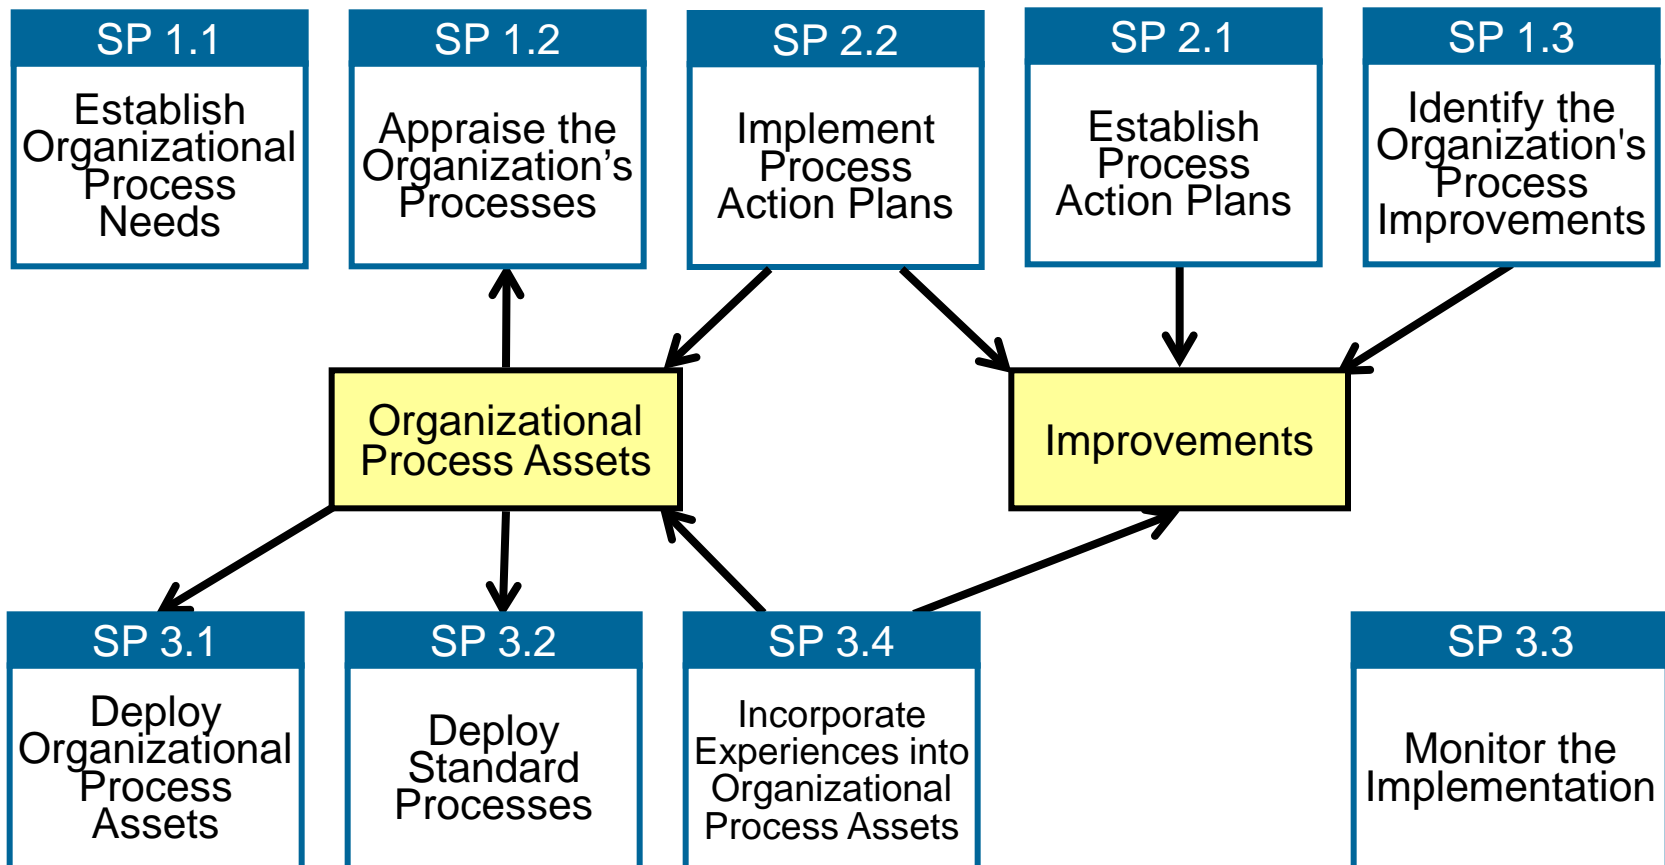 SP 1.1
Establish
Organizational
Process
Needs
SP 1.2
Appraise the
Organization’s
Processes
SP 2.2
Implement
Process
Action Plans
SP 2.1
Establish
Process
Action Plans
SP 1.3
Identify the
Organization's
Process
Improvements
Organizational
Process Assets
Improvements
SP 3.1
Deploy
Organizational
Process
Assets
SP 3.2
Deploy
Standard
Processes
SP 3.4
Incorporate
Experiences into
Organizational
Process Assets
SP 3.3
Monitor the
Implementation